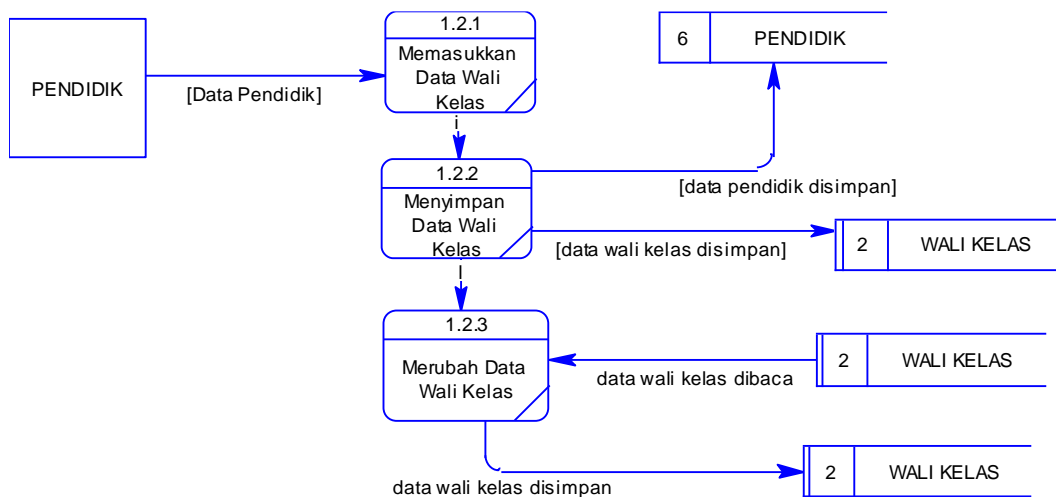 PENDIDIK
[Data Pendidik]
1.2.1
Memasukkan
Data Wali
Kelas
6
PENDIDIK
1.2.2
Menyimpan
Data Wali
Kelas
[data pendidik disimpan]
[data wali kelas disimpan]
2
WALI KELAS
1.2.3
Merubah Data
Wali Kelas
data wali kelas dibaca
2
WALI KELAS
data wali kelas disimpan
2
WALI KELAS